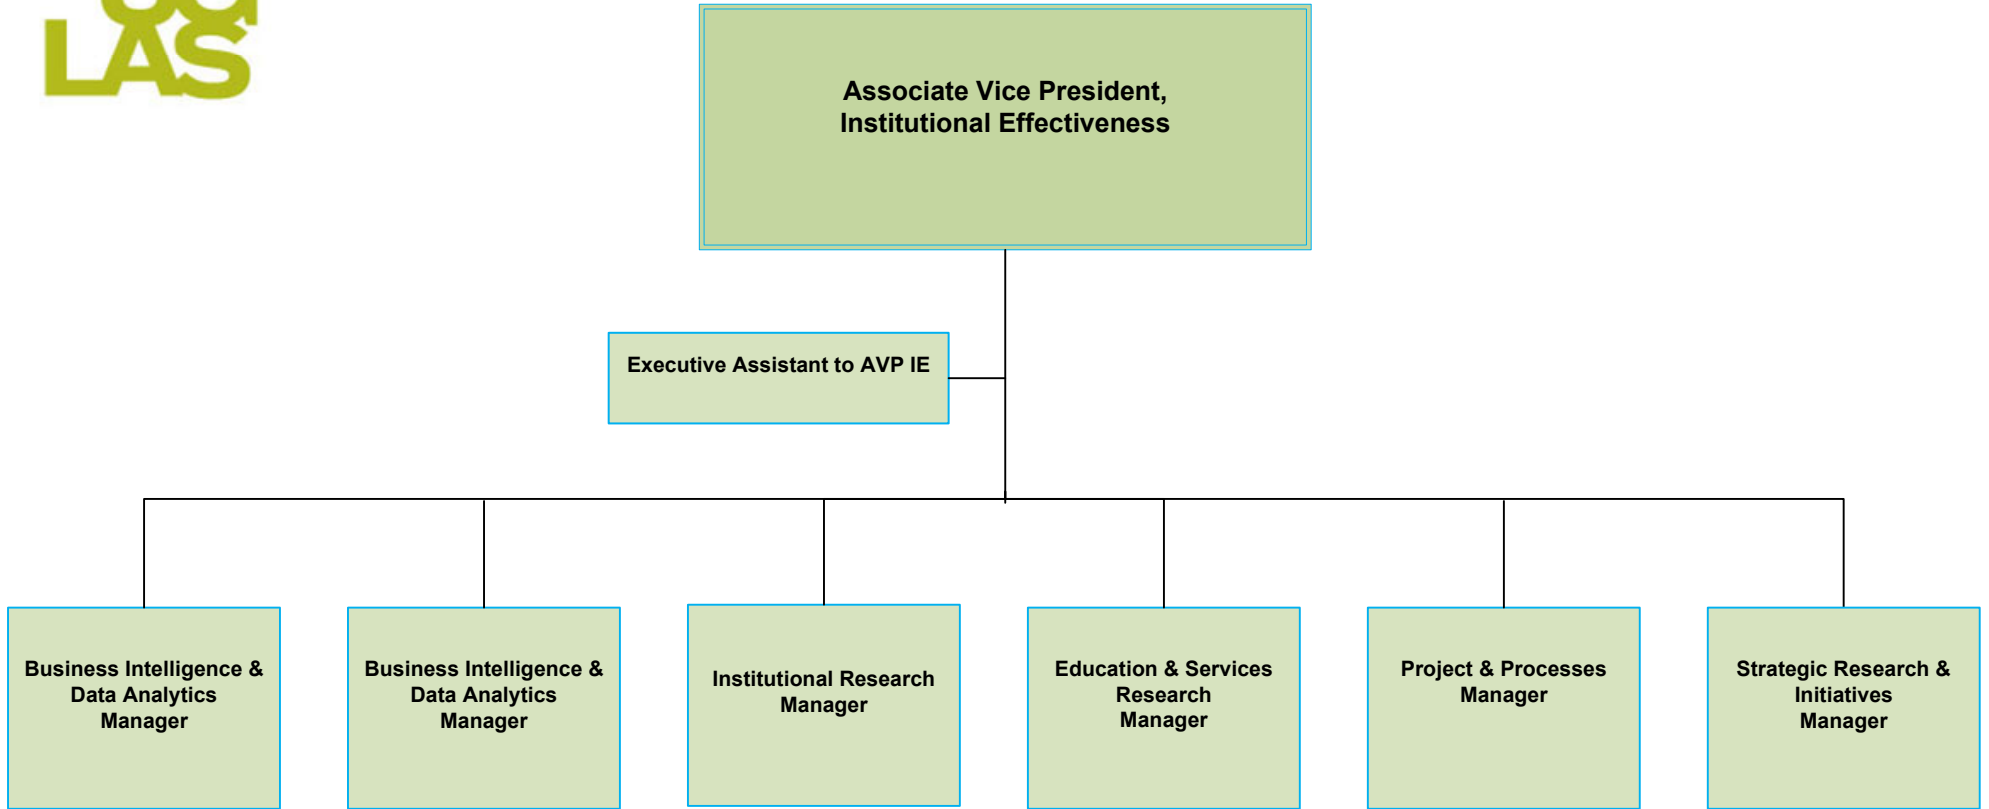 LAS
Associate Vice President,
Institutional Effectiveness
Executive Assistant to AVP IE
Business Intelligence &
Data Analytics
Manager
Business Intelligence &
Data Analytics
Manager
Institutional Research
Manager
Education & Services
Research
Manager
Project & Processes
Manager
Strategic Research &
Initiatives
Manager